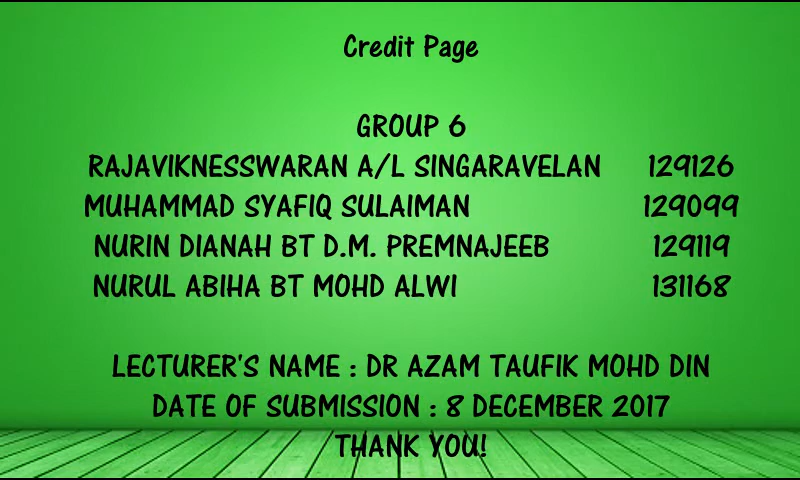 Credit Page
GROUP 6
RAJAVIKNESSWARAN A/L SINGARAVELAN 129126
MUHAMMAD SYAFIQ SULAIMAN 129099
NURIN DIANAH BT D.M. PREMNAJEEB 129119
NURUL ABIHA BT MOHD ALWI 131168
LECTURER'S NAME : DR AZAM TAUFIK MOHD DIN
DATE OF SUBMISSION : 8 DECEMBER 2017
THANK YOU!